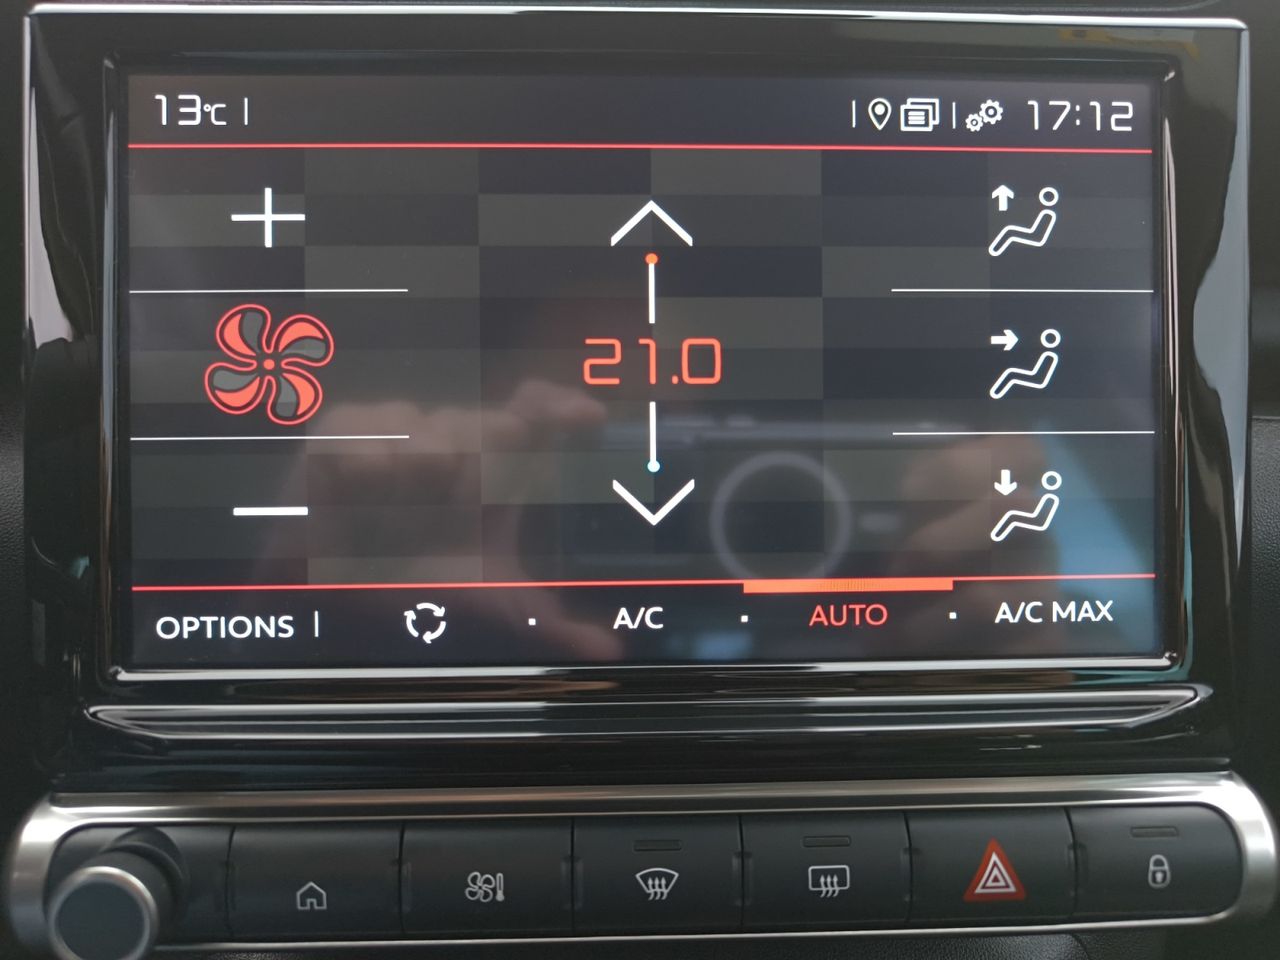 13°C
17:12
21.0
OPTIONS
A/C
AUTO
A/C MAX